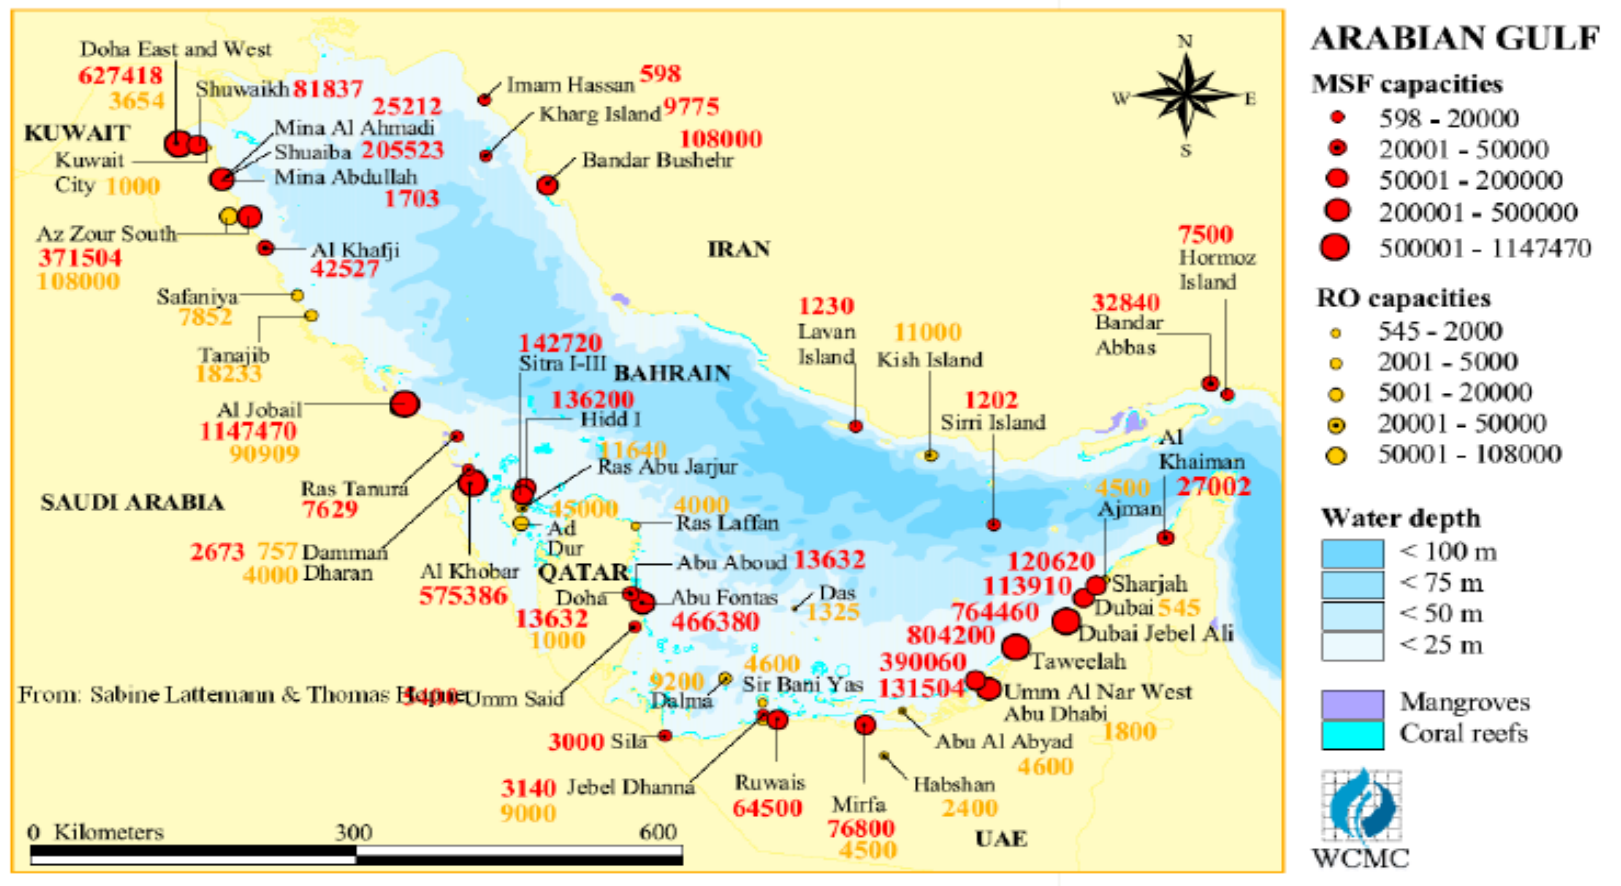 Doha East and West
627418
3654
Shuwaikh 81837
25212
KUWAIT
Mina Al Ahmadi
Shuaiba 205523
Mina Abdullah
1703
Kuwait
City 1000
Az Zour South
371504
108000
Al Khafji
42527
Safaniya
7852
Tanajib
18233
Imam Hassan 598
Kharg Island 9775
108000
Bandar Bushehr
IRAN
142720
Sitra I-III
BAHRAIN
136200
Hidd I
11640
Ras Abu Jarjur
Al Jobail
1147470
90909
SAUDI ARABIA
Ras Tanura
7629
2673 757 Damman
4000 Dharan
Al Khobar
575386
45000
Ad
Dur
4000
Ras Laffan
QATAR
Abu Aboud 13632
Doha
13632
1000
Abu Fontas
466380
Das
1325
1230
Lavan
Island
11000
Kish Island
1202
Sirri Island
7500
Hormoz
Island
32840
Bandar
Abbas
Al
Khaiman
27002
4500
Ajman
120620
Sharjah
113910
Dubai 545
764460
Dubai Jebel Ali
804200
Taweelah
390060
131504
Umm Al Nar West
Abu Dhabi
1800
From: Sabine Lattemann & Thomas
Umm Said
9200
Dalma
4600
Sir Bani Yas
3000 Sila
3140 Jebel Dhanna
9000
Ruwais
64500
Mirfa
76800
4500
Abu Al Abyad
4600
Habshan
2400
UAE
0 Kilometers 300 600
N
W E
S
ARABIAN GULF
MSF capacities
598 - 20000
20001 - 50000
50001 - 200000
200001 - 500000
500001 - 1147470
RO capacities
545 - 2000
2001 - 5000
5001 - 20000
20001 - 50000
50001 - 108000
Water depth
< 100 m
< 75 m
< 50 m
< 25 m
Mangroves
Coral reefs
WCMC